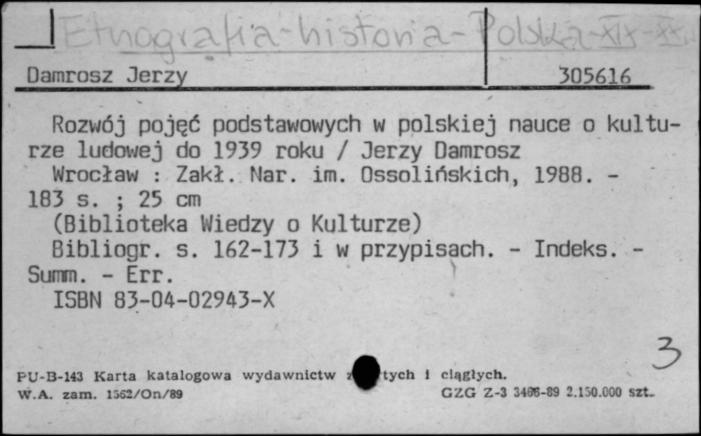 Etnografia - historia - Polska - XIX - XX w.
Damrosz Jerzy 305616
Rozwój pojęć podstawowych w polskiej nauce o kultu-
rze ludowej do 1939 roku / Jerzy Damrosz
Wrocław : Zakł. Nar. im. Ossolińskich, 1988. -
183 s. ; 25 cm
(Biblioteka Wiedzy o Kulturze)
Bibliogr. s. 162-173 i w przypisach. - Indeks. -
Summ. - Err.
ISBN 83-04-02943-X
3
PU-B-143 Karta katalogowa wydawnictw i ciągłych.
W.A. zam. 1562/On/89 GZG Z-3 3466-89 2.150.000 szt.